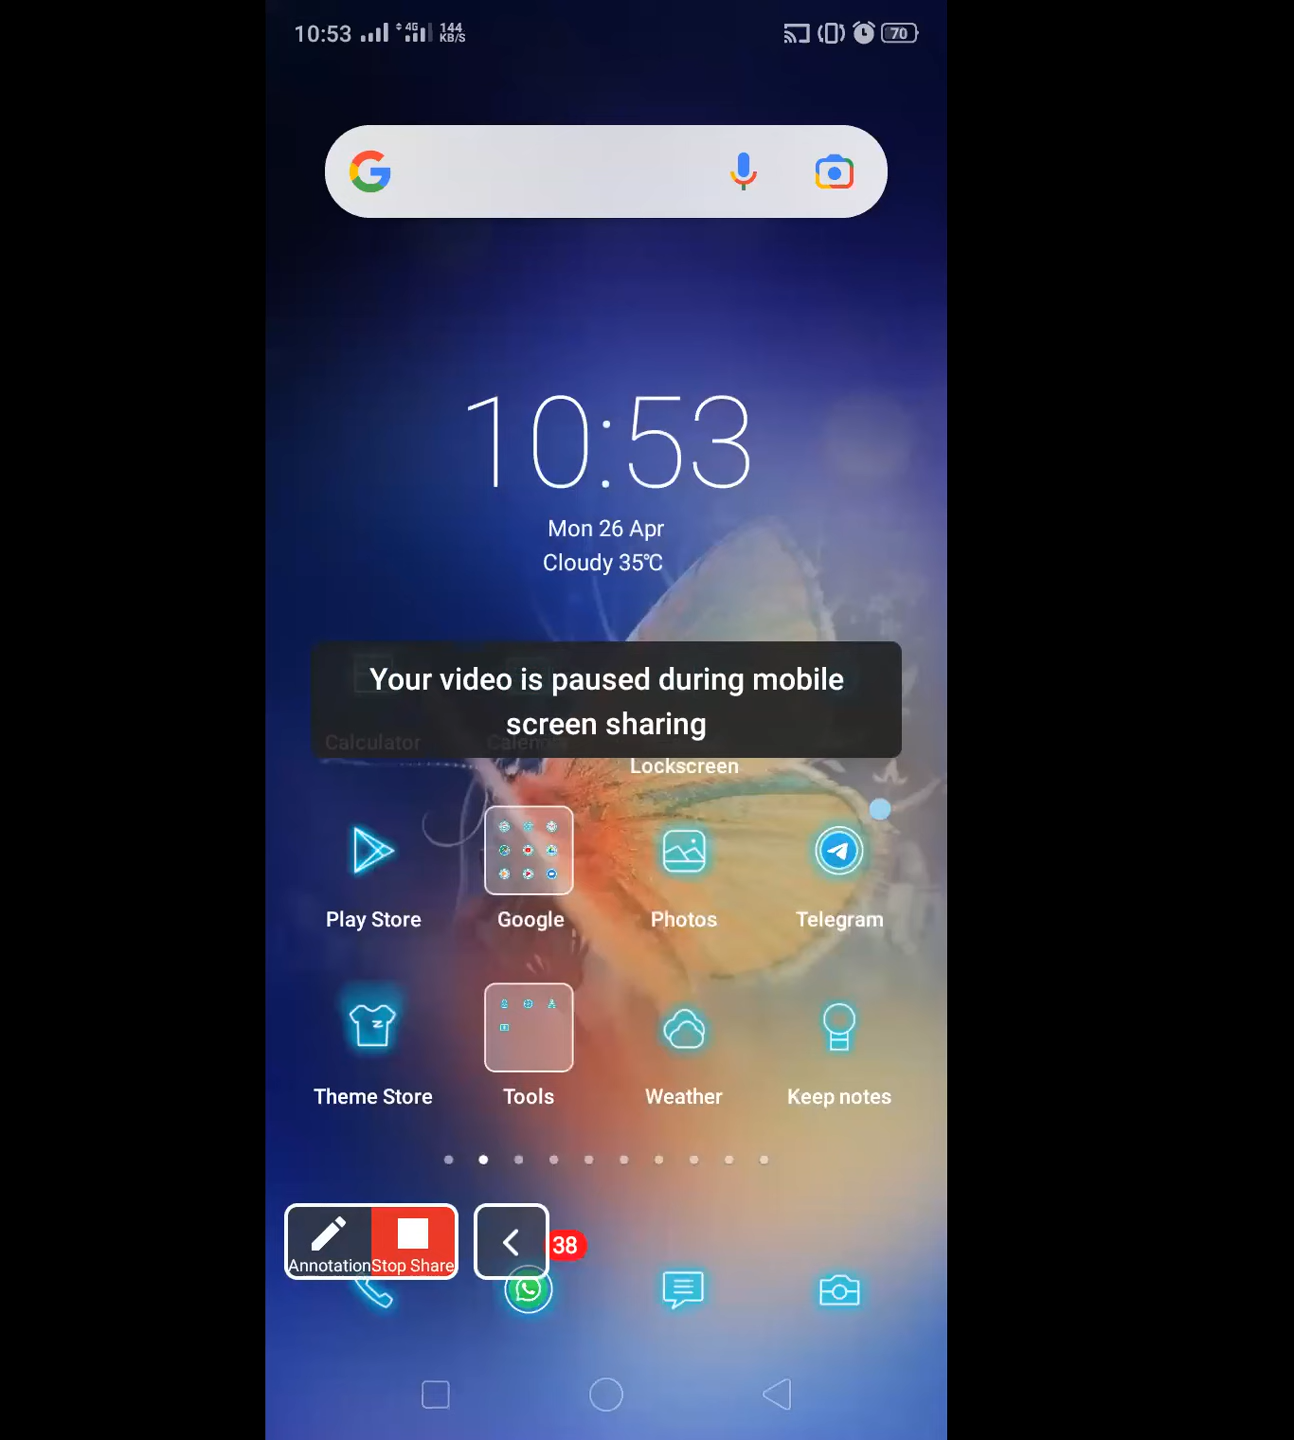 10:53 4G 144 KB/S 70
10:53
Mon 26 Apr
Cloudy 35℃
Your video is paused during mobile
screen sharing
Calculator
Lockscreen
Play Store Google Photos Telegram
Theme Store Tools Weather Keep notes
38
Annotation Stop Share